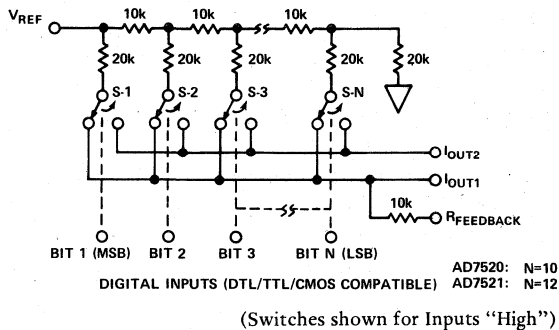 10k 10k 10k
VREF
20k 20k 20k 20k 20k
S-1 S-2 S-3 S-N
IOUT2
IOUT1
10k
RFEEDBACK
BIT 1 (MSB) BIT 2 BIT 3 BIT N (LSB)
AD7520: N=10
DIGITAL INPUTS (DTL/TTL/CMOS COMPATIBLE) AD7521: N=12
(Switches shown for Inputs “High”)